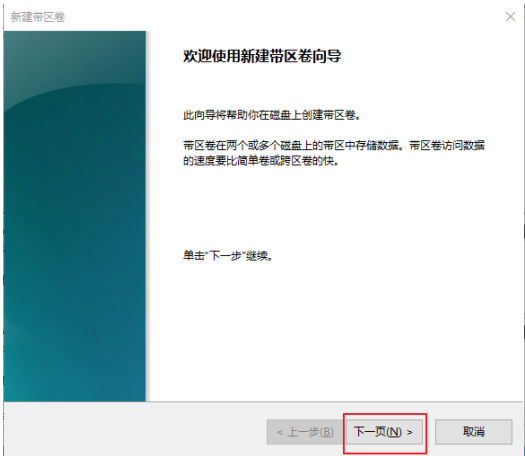 新建带区卷
欢迎使用新建带区卷向导
此向导将帮助你在磁盘上创建带区卷。
带区卷在两个或多个磁盘上的带区中存储数据。带区卷访问数据
的速度要比简单卷或跨区卷的快。
单击"下一步"继续。
< 上一步(B) 下一页(N) > 取消